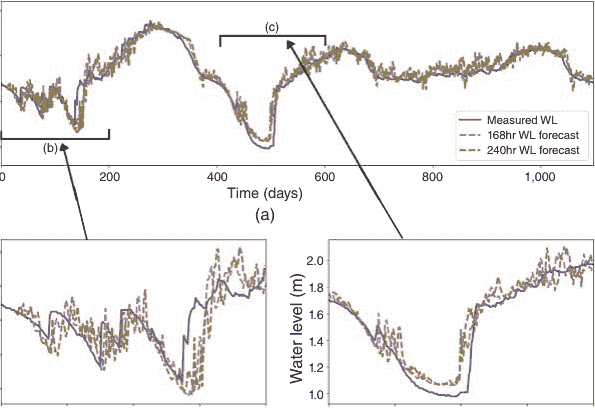 (c)
(b)
Measured WL
168hr WL forecast
240hr WL forecast
0 200 400 600 800 1,000
Time (days)
(a)
Water level (m)
2.0
1.8
1.6
1.4
1.2
1.0